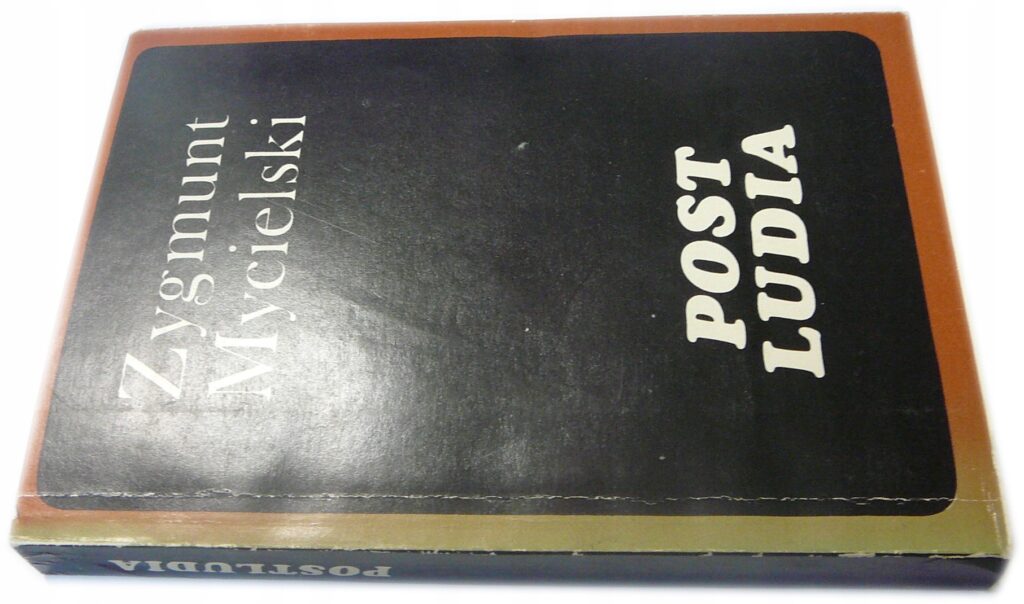 Zygmunt
Mycielski
POST
LUDIA
POSTLUDIA